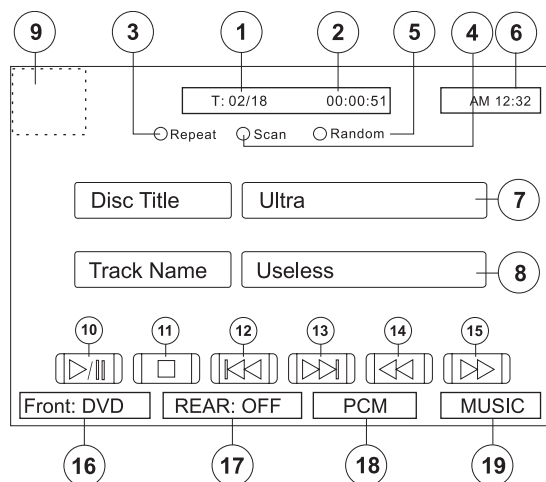 9 3 1 2 5 4 6
T: 02/18 00:00:51 AM 12:32
Repeat Scan Random
Disc Title Ultra 7
Track Name Useless 8
10 11 12 13 14 15
Front: DVD REAR: OFF PCM MUSIC
16 17 18 19